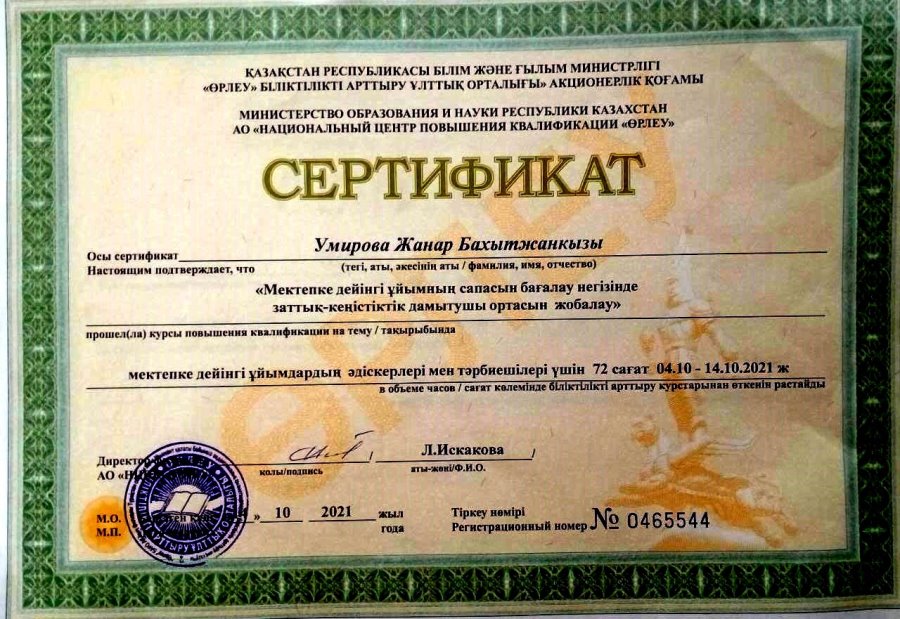 ҚАЗАҚСТАН РЕСПУБЛИКАСЫ БІЛІМ ЖӘНЕ ҒЫЛЫМ МИНИСТРЛІГІ
«ӨРЛЕУ» БІЛІКТІЛІКТІ АРТТЫРУ ҰЛТТЫҚ ОРТАЛЫҒЫ» АКЦИОНЕРЛІК ҚОҒАМЫ
МИНИСТЕРСТВО ОБРАЗОВАНИЯ И НАУКИ РЕСПУБЛИКИ КАЗАХСТАН
АО «НАЦИОНАЛЬНЫЙ ЦЕНТР ПОВЫШЕНИЯ КВАЛИФИКАЦИИ «ӨРЛЕУ»
СЕРТИФИКАТ
Умирова Жанар Бахытжанкызы
Осы сертификат
Настоящим подтверждает, что
(тегі, аты, әкесінің аты / фамилия, имя, отчество)
«Мектепке дейінгі ұйымның сапасын бағалау негізінде
заттық-кеңістіктік дамытушы ортасын жобалау»
прошел(ла) курсы повышения квалификации на тему / тақырыбында
мектепке дейінгі ұйымдардың әдіскерлері мен тәрбиешілері үшін 72 сағат 04.10 - 14.10.2021 ж
в объеме часов / сағат көлемінде біліктілікті арттыру курстарынан өткенін растайды
Директор
АО «Н
колы/подпись
Л.Искакова
аты-жөні/Ф.И.О.
М.О.
М.П.
» 10 2021 жыл
года
Тіркеу нөмірі
Регистрационный номер № 0465544